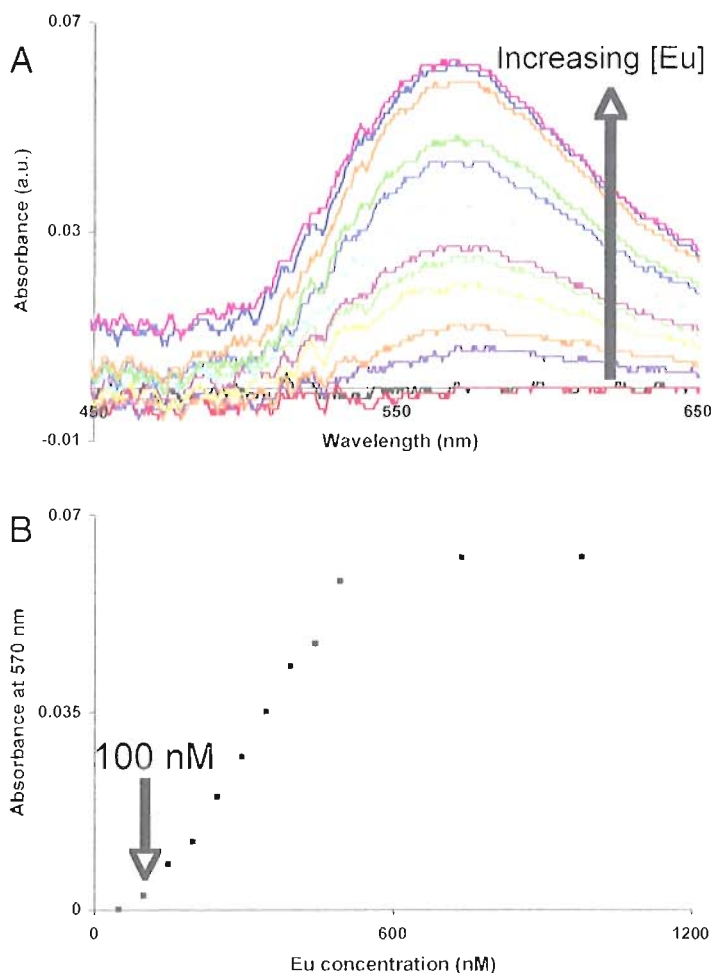 A
0.07
Increasing [Eu]
Absorbance (a.u.)
0.03
450
550
650
-0.01
Wavelength (nm)
B
0.07
Absorbance at 570 nm
0.035
100 nM
0
0
600
1200
Eu concentration (nM)